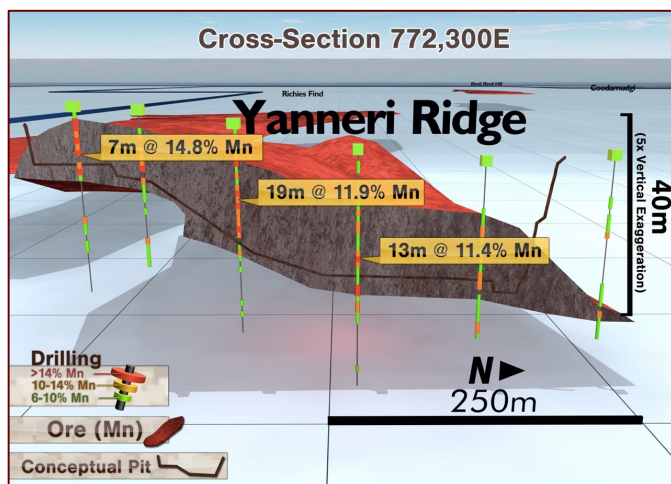 Cross-Section 772,300E
Bindi Bindi Hill
Richies Find
Goodarnudgi
Yanneri Ridge
7m @ 14.8% Mn
19m @ 11.9% Mn
13m @ 11.4% Mn
40m
(5x Vertical Exaggeration)
Drilling
>14% Mn
10-14% Mn
6-10% Mn
N
250m
Ore (Mn)
Conceptual Pit